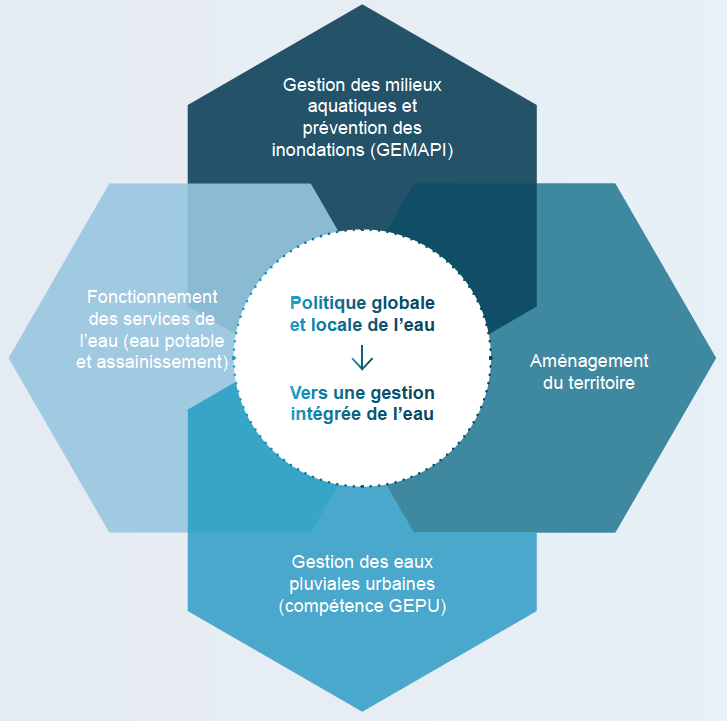 Gestion des milieux
aquatiques et
prévention des
inondations (GEMAPI)
Fonctionnement
des services de
l'eau (eau potable
et assainissement)
Politique globale
et locale de l'eau
Vers une gestion
intégrée de l'eau
Aménagement
du territoire
Gestion des eaux
pluviales urbaines
(compétence GEPU)